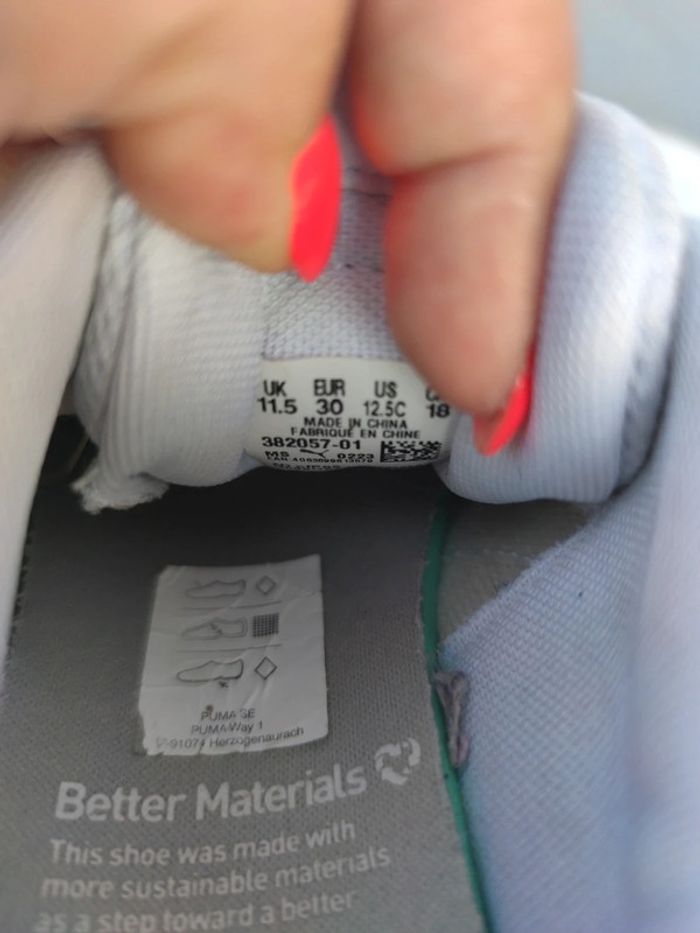 UK EUR US
11.5 30 12.5C 18
MADE IN CHINA
FABRIQUÉ EN CHINE
382057-01
MS 0223
PUMA SE
PUMA Way 1
D-91074 Herzogenaurach
Better Materials
This shoe was made with
more sustainable materials
as a step toward a better